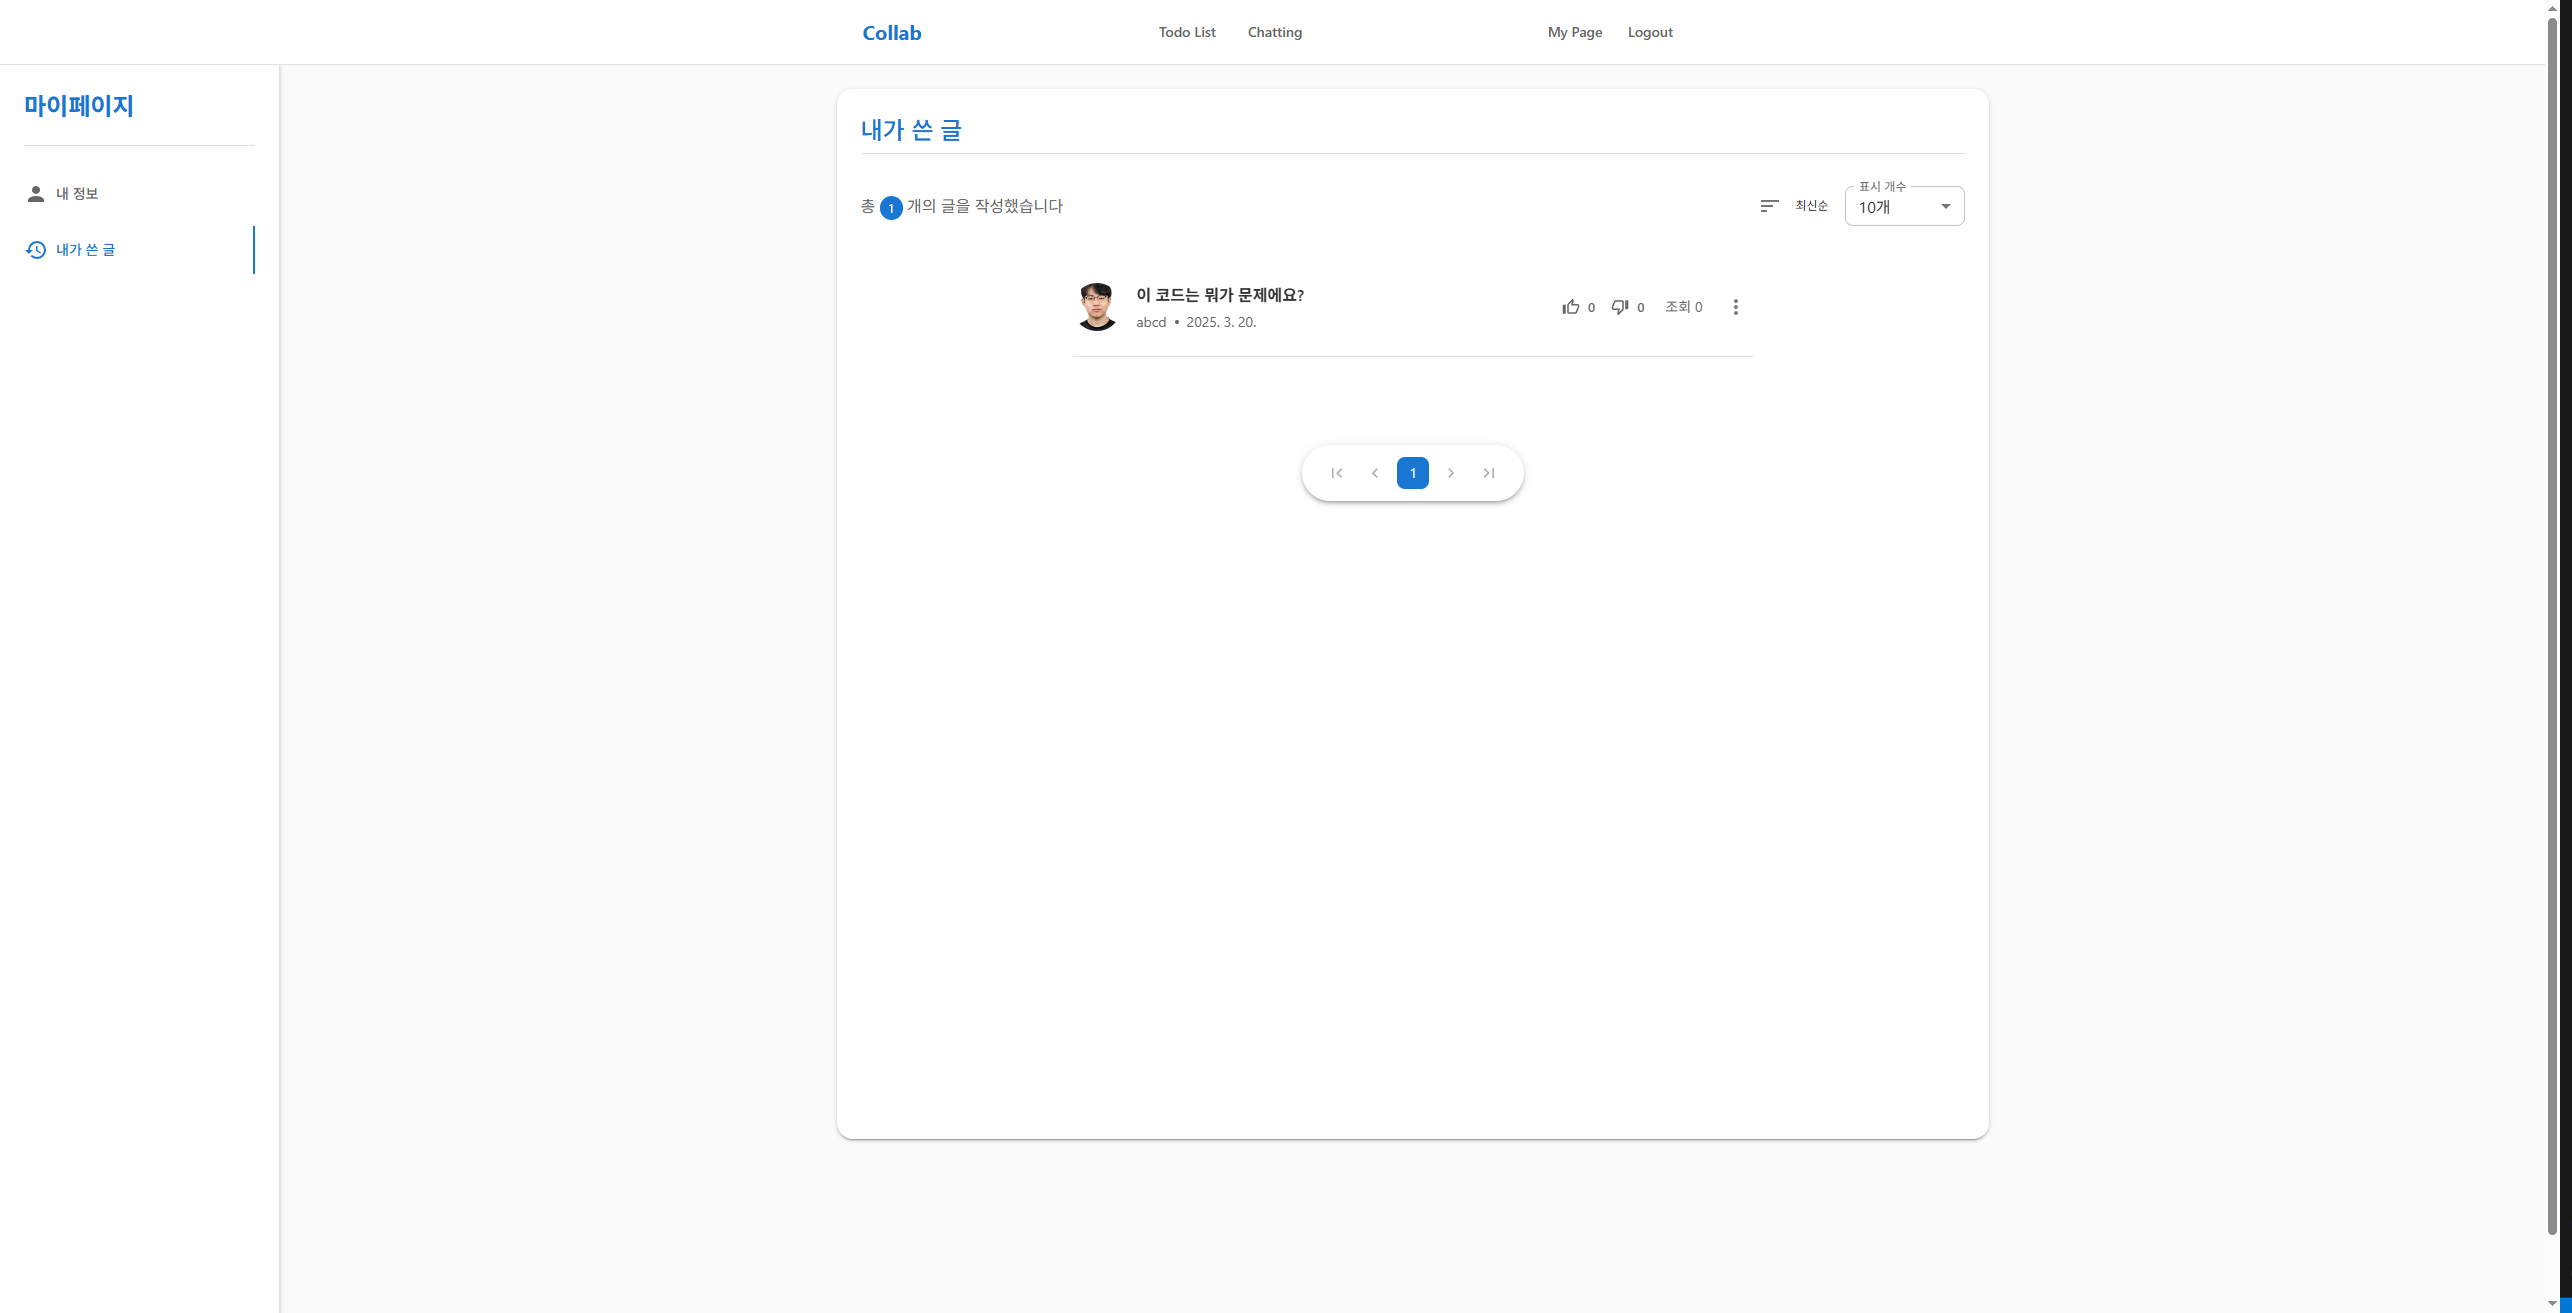 Collab Todo List Chatting My Page Logout
마이페이지
내 정보
내가 쓴 글
내가 쓴 글
총 1 개의 글을 작성했습니다
최신순
표시 개수
10개
이 코드는 뭐가 문제에요?
abcd • 2025. 3. 20.
0 0 조회 0
1